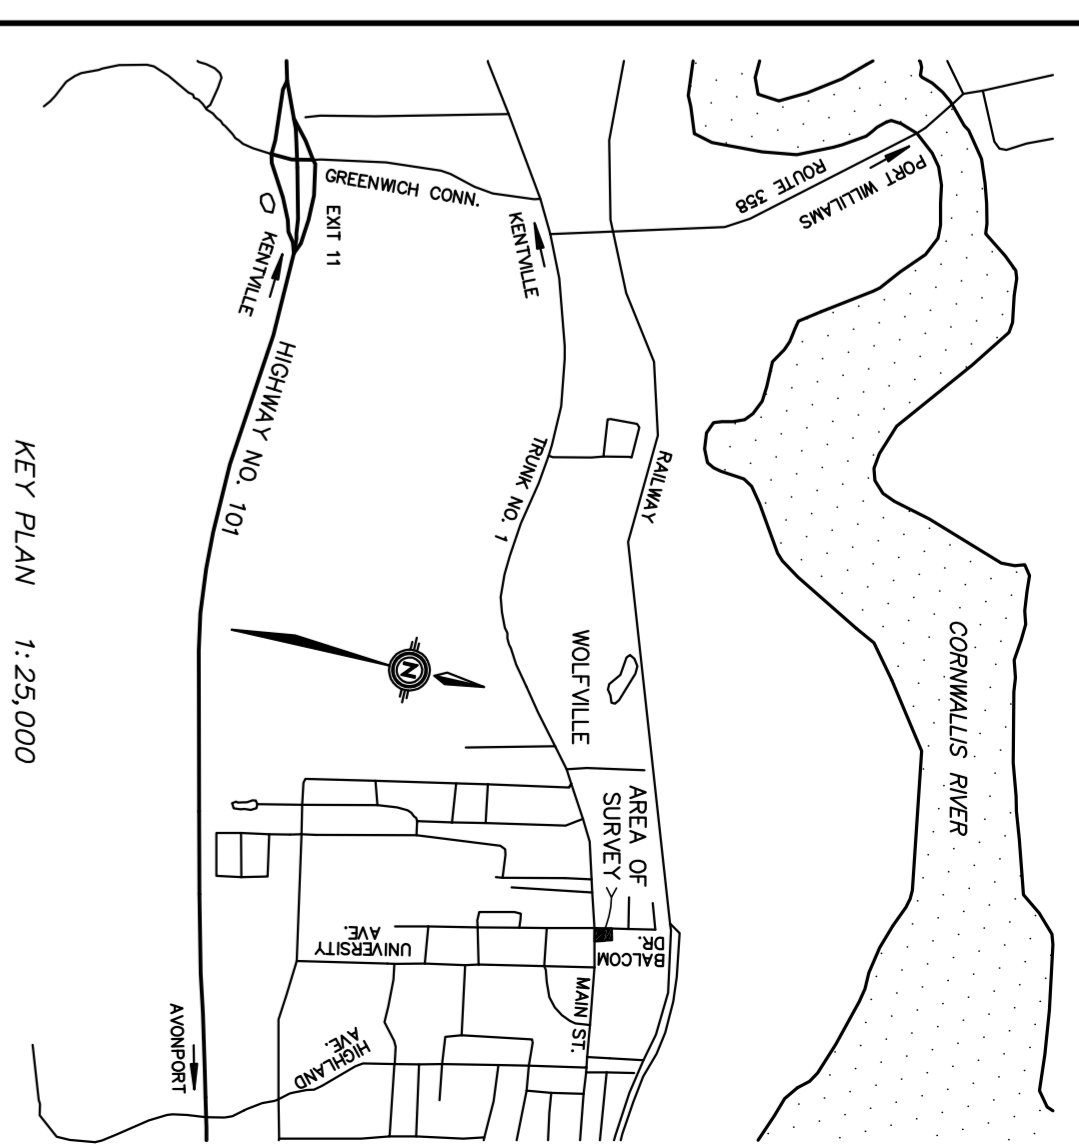 CORNWALLIS RIVER
PORT WILLILAMS
ROUTE 358
RAILWAY
AREA OF
SURVEY
BALCOM
DR.
WOLFVILLE
KENTVILLE
TRUNK NO. 1
MAIN ST.
GREENWICH CONN.
EXIT 11
N
UNIVERSITY
AVE.
HIGHLAND
AVE.
KENTVILLE
HIGHWAY NO. 101
AVONPORT
KEY PLAN 1:25,000